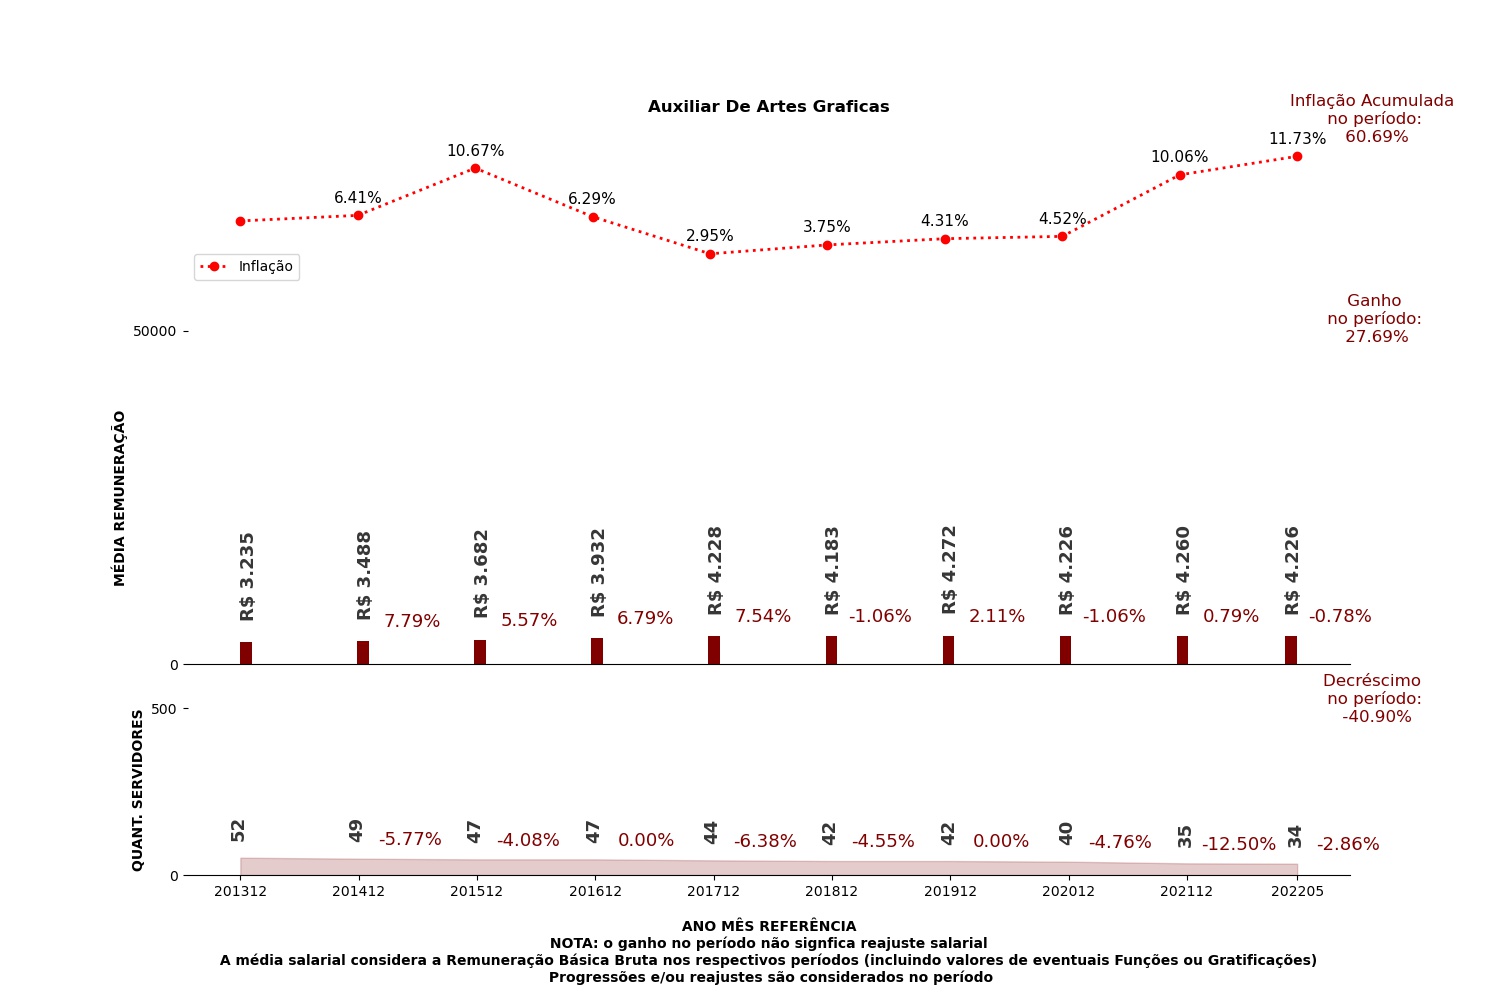 Auxiliar De Artes Graficas
Inflação Acumulada
no período:
60.69%
6.41%
10.67%
6.29%
2.95%
3.75%
4.31%
4.52%
10.06%
11.73%
Inflação
Ganho
no período:
27.69%
50000
0
MÉDIA REMUNERAÇÃO
R$ 3.235
R$ 3.488
R$ 3.682
R$ 3.932
R$ 4.228
R$ 4.183
R$ 4.272
R$ 4.226
R$ 4.260
R$ 4.226
7.79%
5.57%
6.79%
7.54%
-1.06%
2.11%
-1.06%
0.79%
-0.78%
Decréscimo
no período:
-40.90%
500
0
QUANT. SERVIDORES
52
49
47
47
44
42
42
40
35
34
-5.77%
-4.08%
0.00%
-6.38%
-4.55%
0.00%
-4.76%
-12.50%
-2.86%
201312
201412
201512
201612
201712
201812
201912
202012
202112
202205
ANO MÊS REFERÊNCIA
NOTA: o ganho no período não signfica reajuste salarial
A média salarial considera a Remuneração Básica Bruta nos respectivos períodos (incluindo valores de eventuais Funções ou Gratificações)
Progressões e/ou reajustes são considerados no período